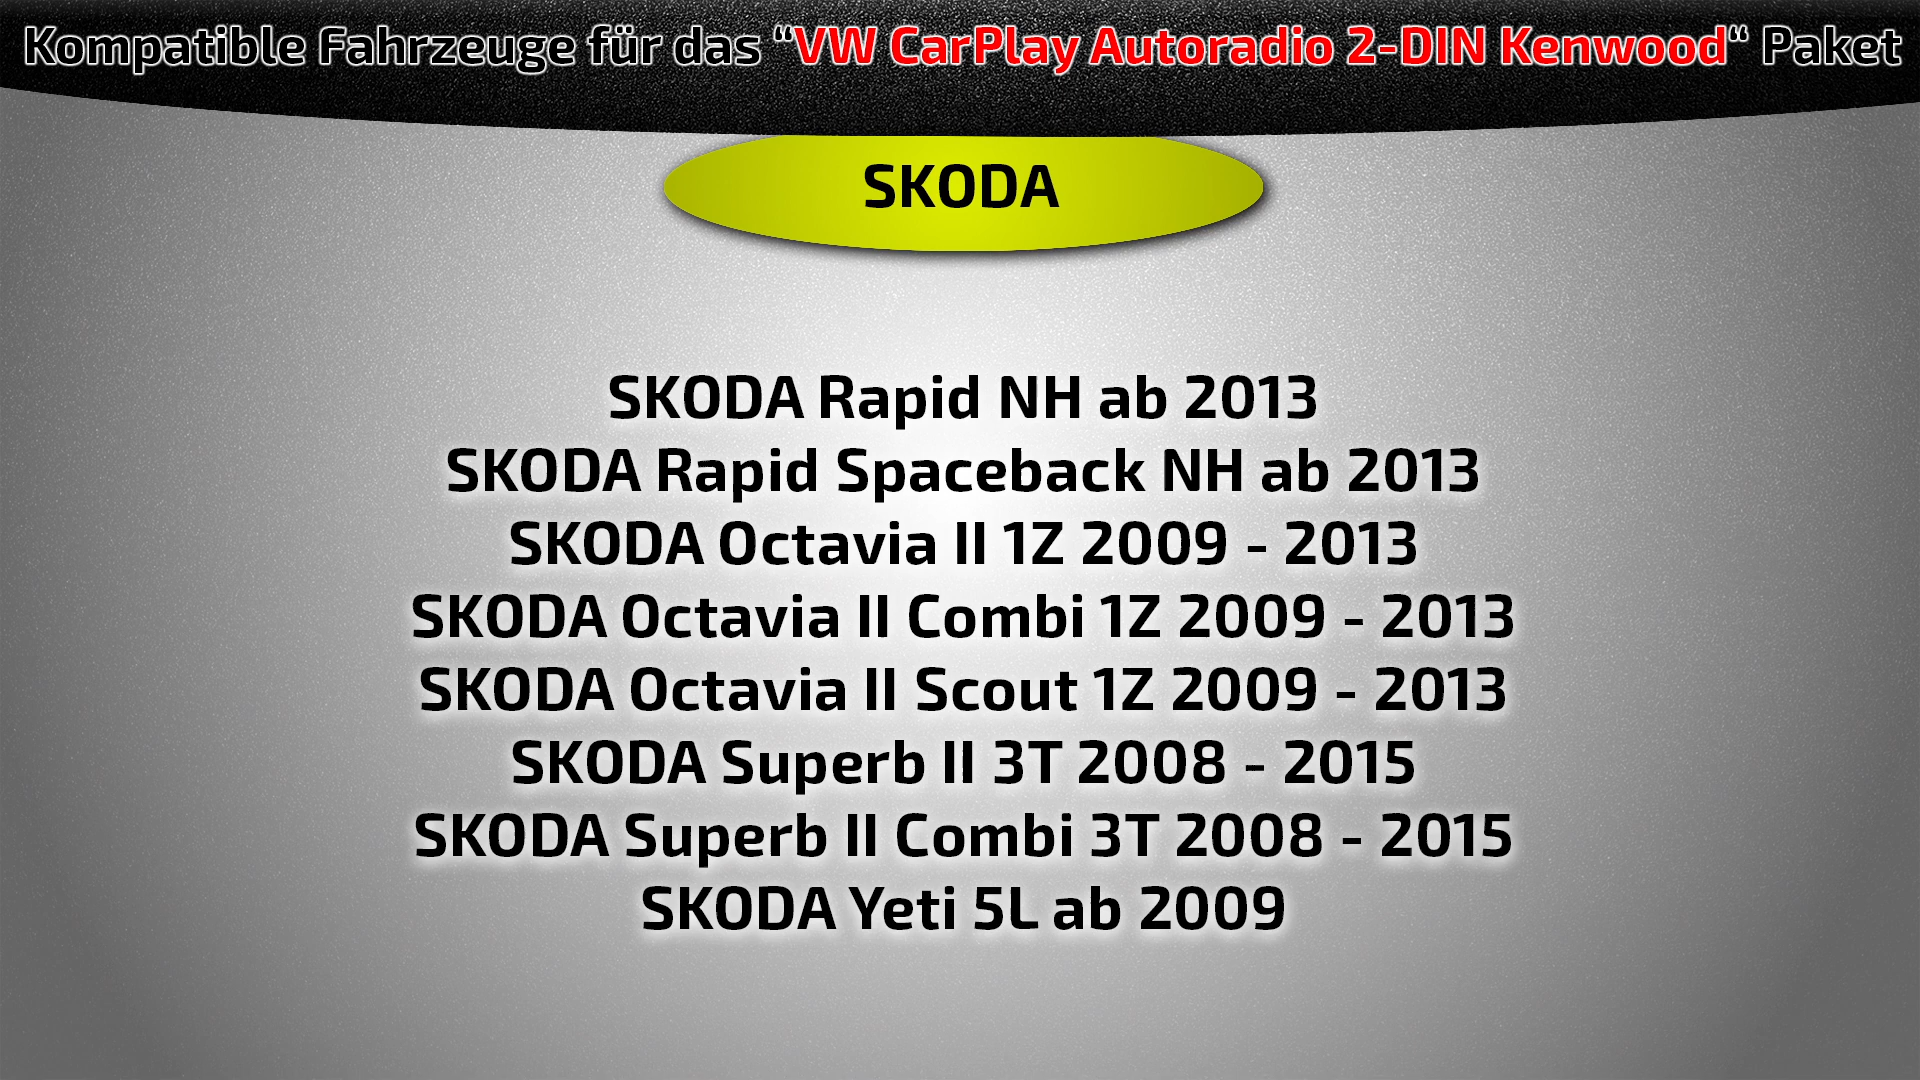 Kompatible Fahrzeuge für das “VW CarPlay Autoradio 2-DIN Kenwood“ Paket
SKODA
SKODA Rapid NH ab 2013
SKODA Rapid Spaceback NH ab 2013
SKODA Octavia II 1Z 2009 - 2013
SKODA Octavia II Combi 1Z 2009 - 2013
SKODA Octavia II Scout 1Z 2009 - 2013
SKODA Superb II 3T 2008 - 2015
SKODA Superb II Combi 3T 2008 - 2015
SKODA Yeti 5L ab 2009